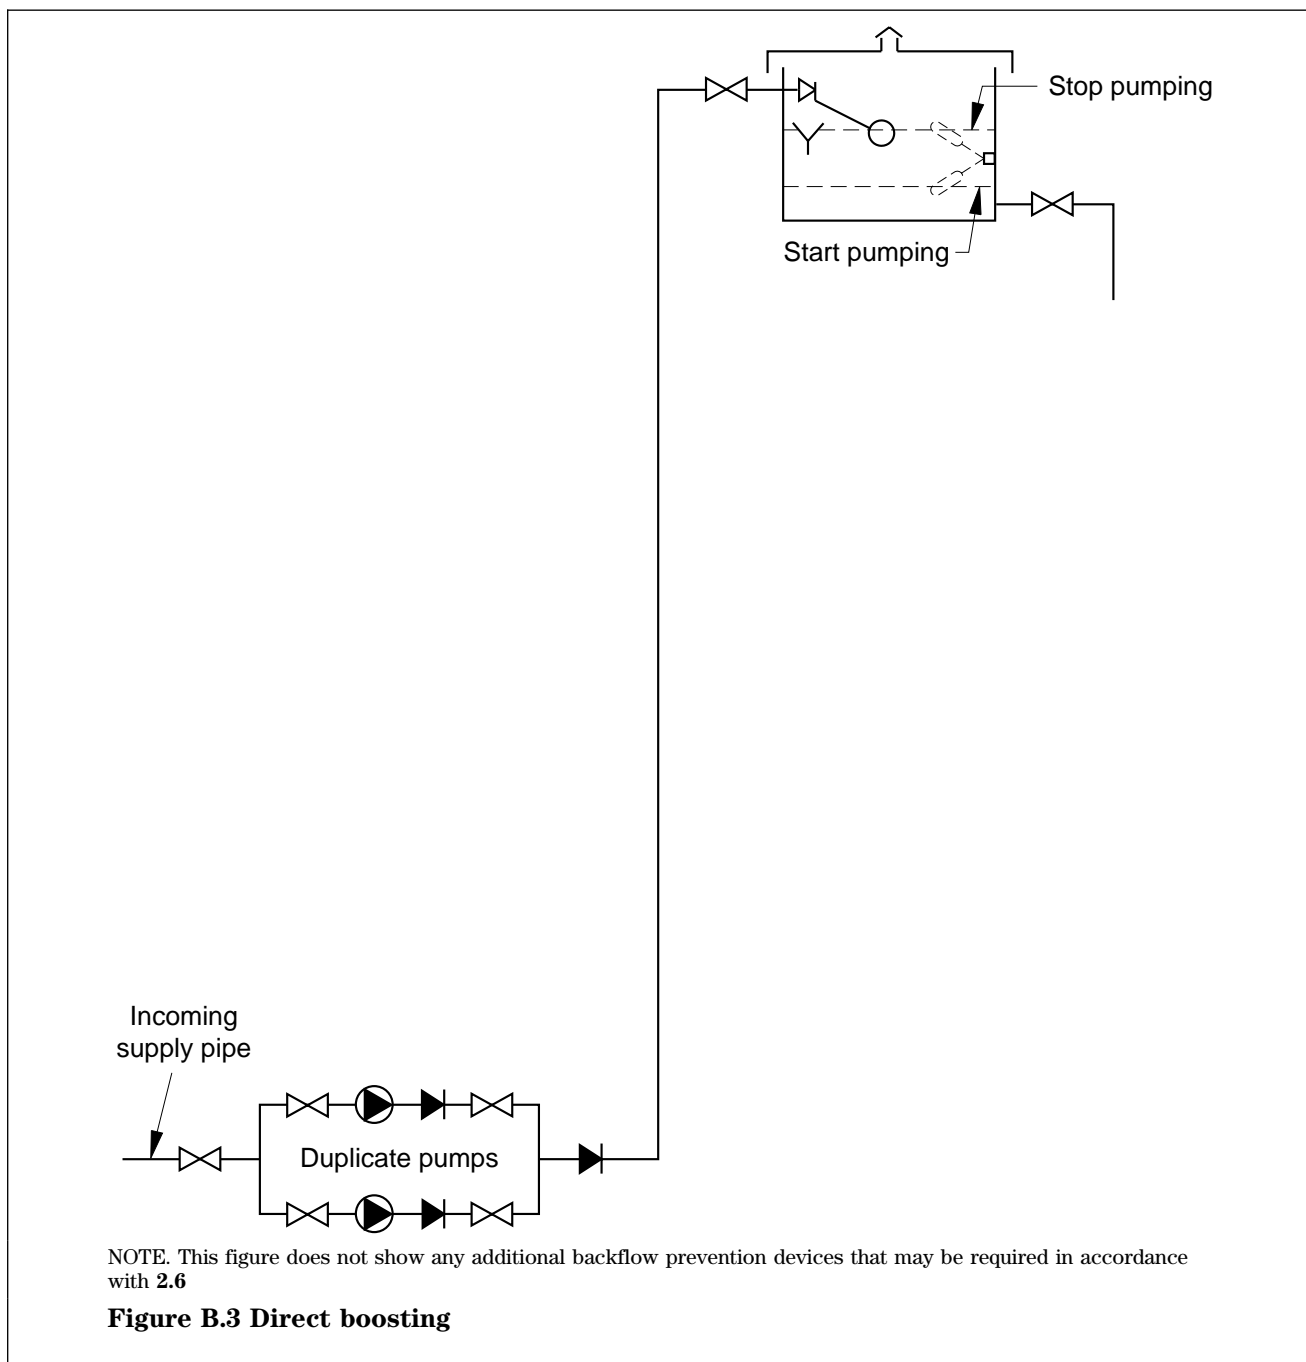 Stop pumping
Start pumping
Incoming
supply pipe
Duplicate pumps
NOTE. This figure does not show any additional backflow prevention devices that may be required in accordance
with 2.6
Figure B.3 Direct boosting